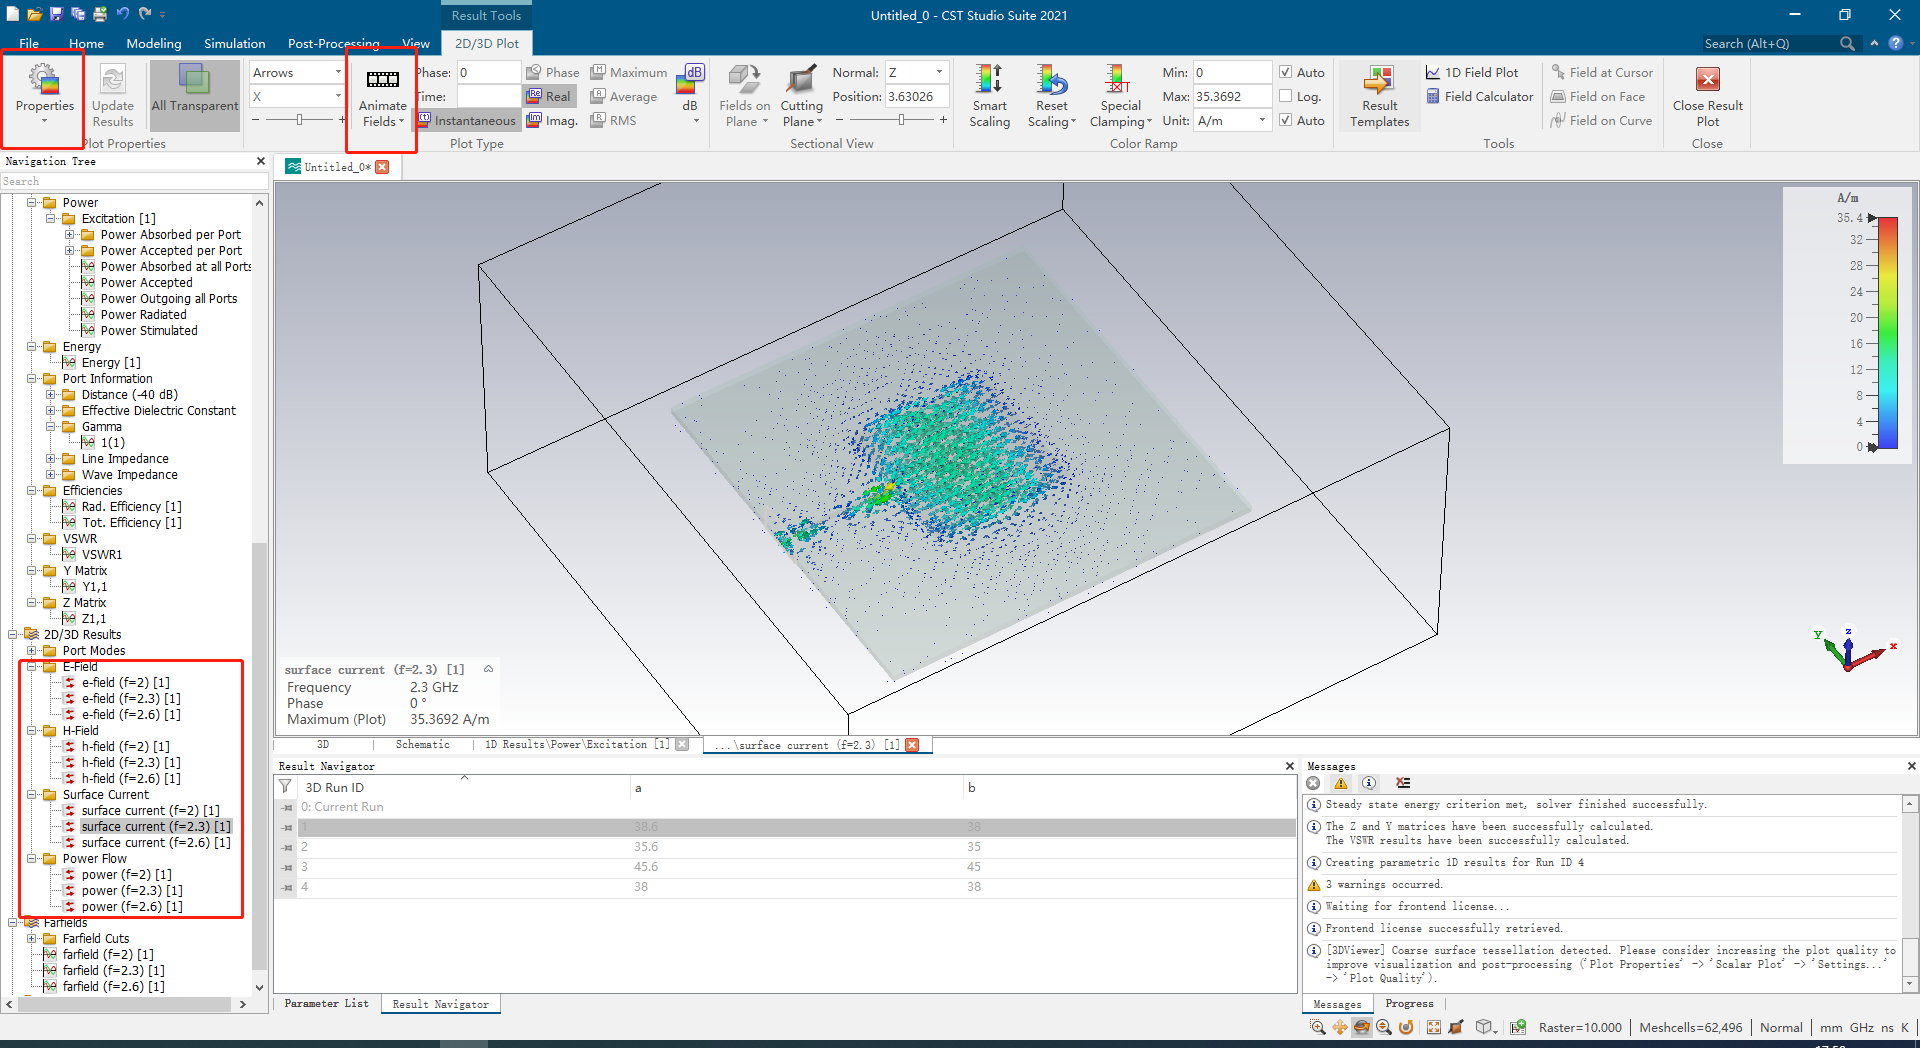 Result Tools
Untitled_0 - CST Studio Suite 2021
File Home Modeling Simulation Post-Processing View 2D/3D Plot
Search (Alt+Q)
Properties
Update Results
All Transparent
Arrows
X
Plot Properties
Animate Fields
Phase: 0
Time:
Instantaneous
Phase
Real
Imag.
Maximum
Average
RMS
dB
dB
Plot Type
Fields on Plane
Cutting Plane
Normal: Z
Position: 3.63026
Sectional View
Smart Scaling
Reset Scaling
Special Clamping
Min: 0
Max: 35.3692
Unit: A/m
Auto
Log.
Auto
Color Ramp
Result Templates
1D Field Plot
Field Calculator
Field at Cursor
Field on Face
Field on Curve
Tools
Close Result Plot
Close
Navigation Tree
Search
Power
Excitation [1]
Power Absorbed per Port
Power Accepted per Port
Power Absorbed at all Ports
Power Accepted
Power Outgoing all Ports
Power Radiated
Power Stimulated
Energy
Energy [1]
Port Information
Distance (-40 dB)
Effective Dielectric Constant
Gamma
1(1)
Line Impedance
Wave Impedance
Efficiencies
Rad. Efficiency [1]
Tot. Efficiency [1]
VSWR
VSWR1
Y Matrix
Y1,1
Z Matrix
Z1,1
2D/3D Results
Port Modes
E-Field
e-field (f=2) [1]
e-field (f=2.3) [1]
e-field (f=2.6) [1]
H-Field
h-field (f=2) [1]
h-field (f=2.3) [1]
h-field (f=2.6) [1]
Surface Current
surface current (f=2) [1]
surface current (f=2.3) [1]
surface current (f=2.6) [1]
Power Flow
power (f=2) [1]
power (f=2.3) [1]
power (f=2.6) [1]
Farfields
Farfield Cuts
farfield (f=2) [1]
farfield (f=2.3) [1]
farfield (f=2.6) [1]
Untitled_0*
A/m
35.4
32
28
24
20
16
12
8
4
0
y z x
surface current (f=2.3) [1]
Frequency 2.3 GHz
Phase 0 °
Maximum (Plot) 35.3692 A/m
3D Schematic 1D Results\Power\Excitation [1] ...\surface current (f=2.3) [1]
Result Navigator
3D Run ID a b
0: Current Run
1 38.6 38
2 35.6 35
3 45.6 45
4 38 38
Parameter List Result Navigator
Messages
Steady state energy criterion met, solver finished successfully.
The Z and Y matrices have been successfully calculated.
The VSWR results have been successfully calculated.
Creating parametric 1D results for Run ID 4
3 warnings occurred.
Waiting for frontend license...
Frontend license successfully retrieved.
[3DViewer] Coarse surface tessellation detected. Please consider increasing the plot quality to
improve visualization and post-processing ('Plot Properties' -> 'Scalar Plot' -> 'Settings...'
-> 'Plot Quality').
Messages Progress
Raster=10.000 Meshcells=62,496 Normal mm GHz ns K